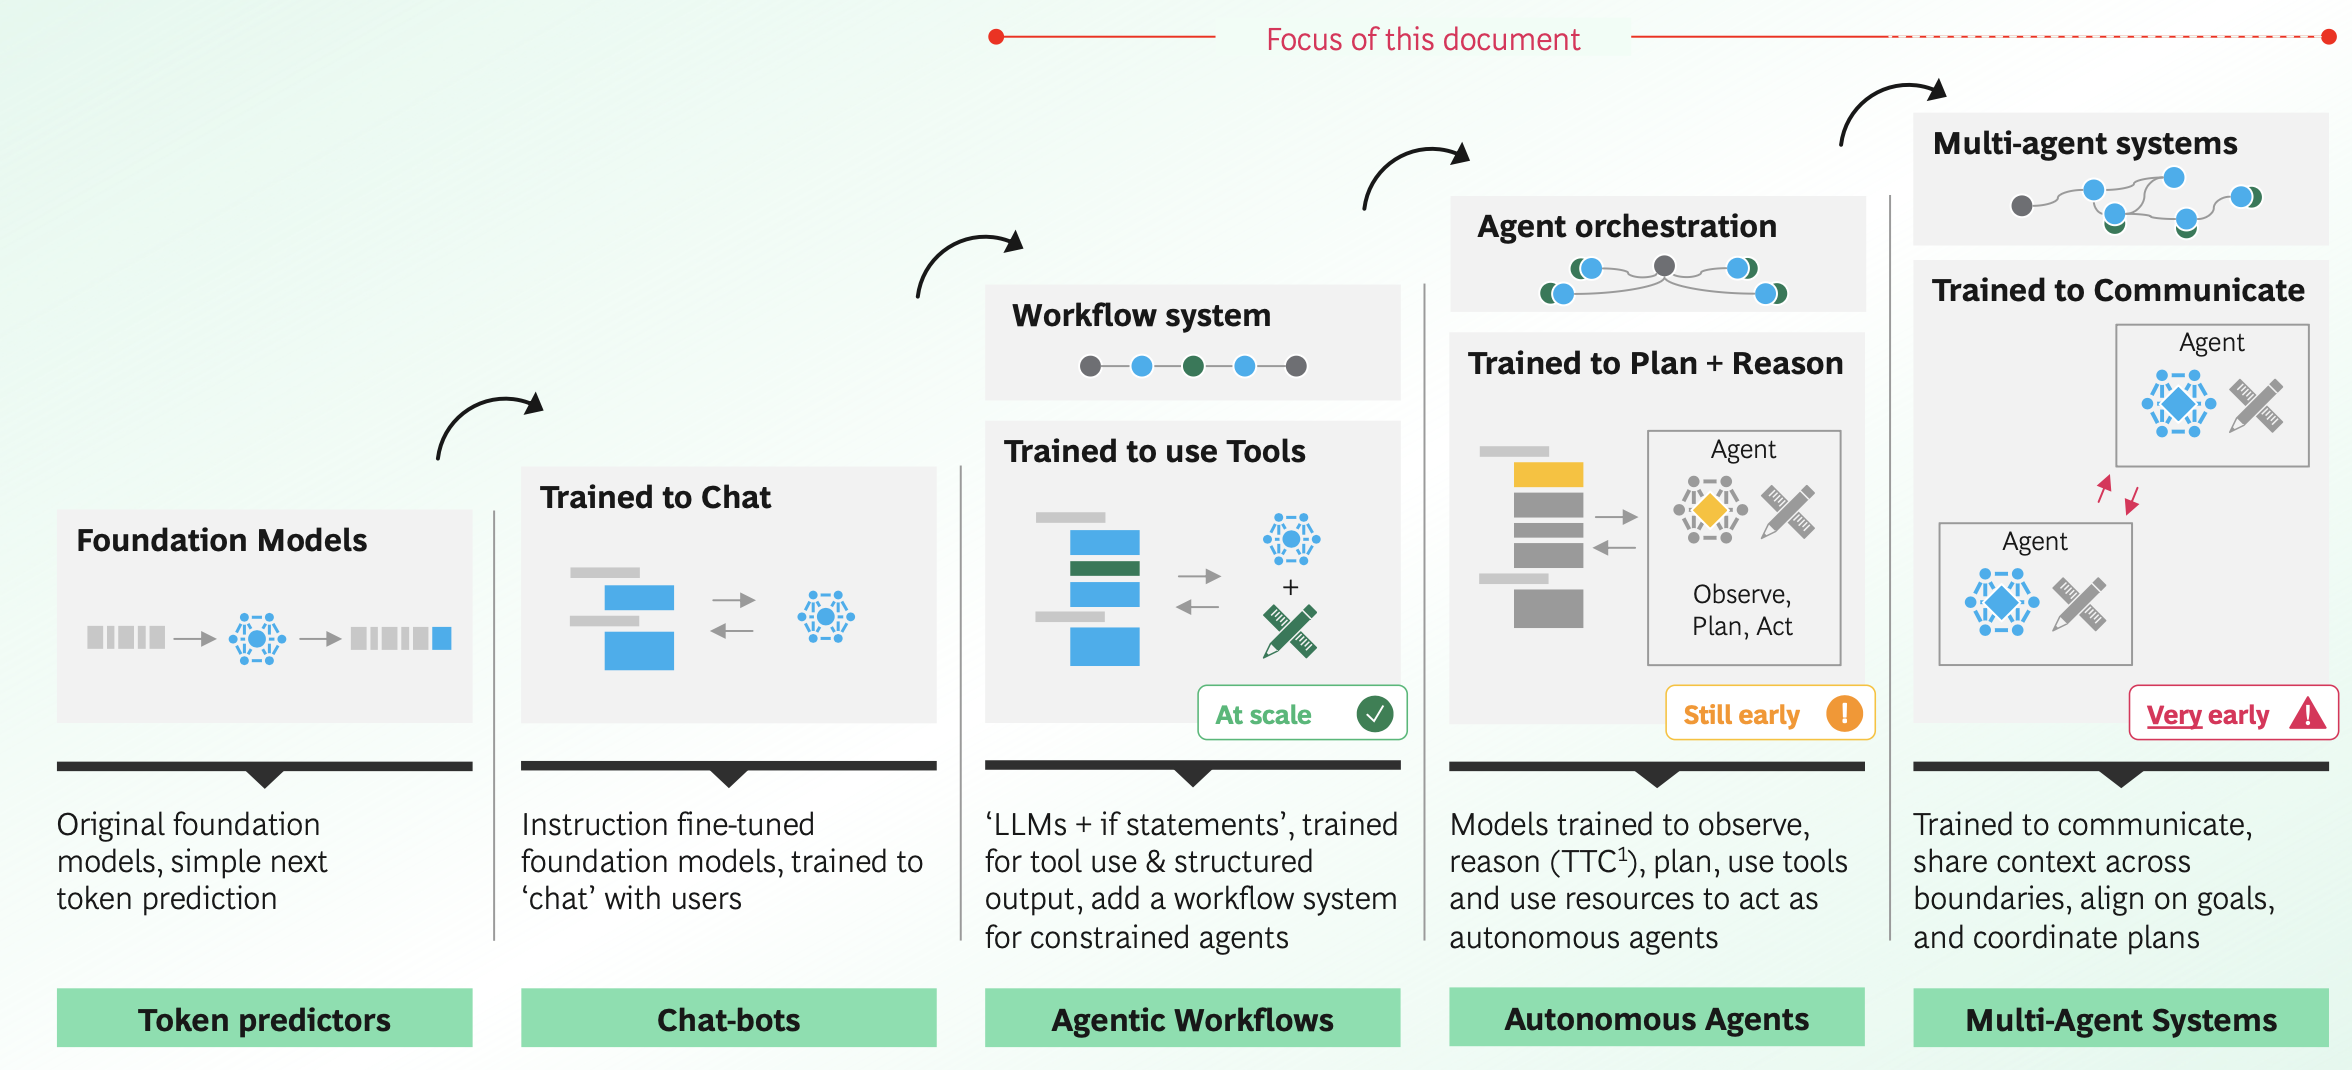 Focus of this document
Foundation Models
Original foundation
models, simple next
token prediction
Token predictors
Trained to Chat
Instruction fine-tuned
foundation models, trained to
‘chat’ with users
Chat-bots
Workflow system
Trained to use Tools
+
At scale
‘LLMs + if statements’, trained
for tool use & structured
output, add a workflow system
for constrained agents
Agentic Workflows
Agent orchestration
Trained to Plan + Reason
Agent
Observe,
Plan, Act
Still early
Models trained to observe,
reason (TTC¹), plan, use tools
and use resources to act as
autonomous agents
Autonomous Agents
Multi-agent systems
Trained to Communicate
Agent
Agent
Very early
Trained to communicate,
share context across
boundaries, align on goals,
and coordinate plans
Multi-Agent Systems